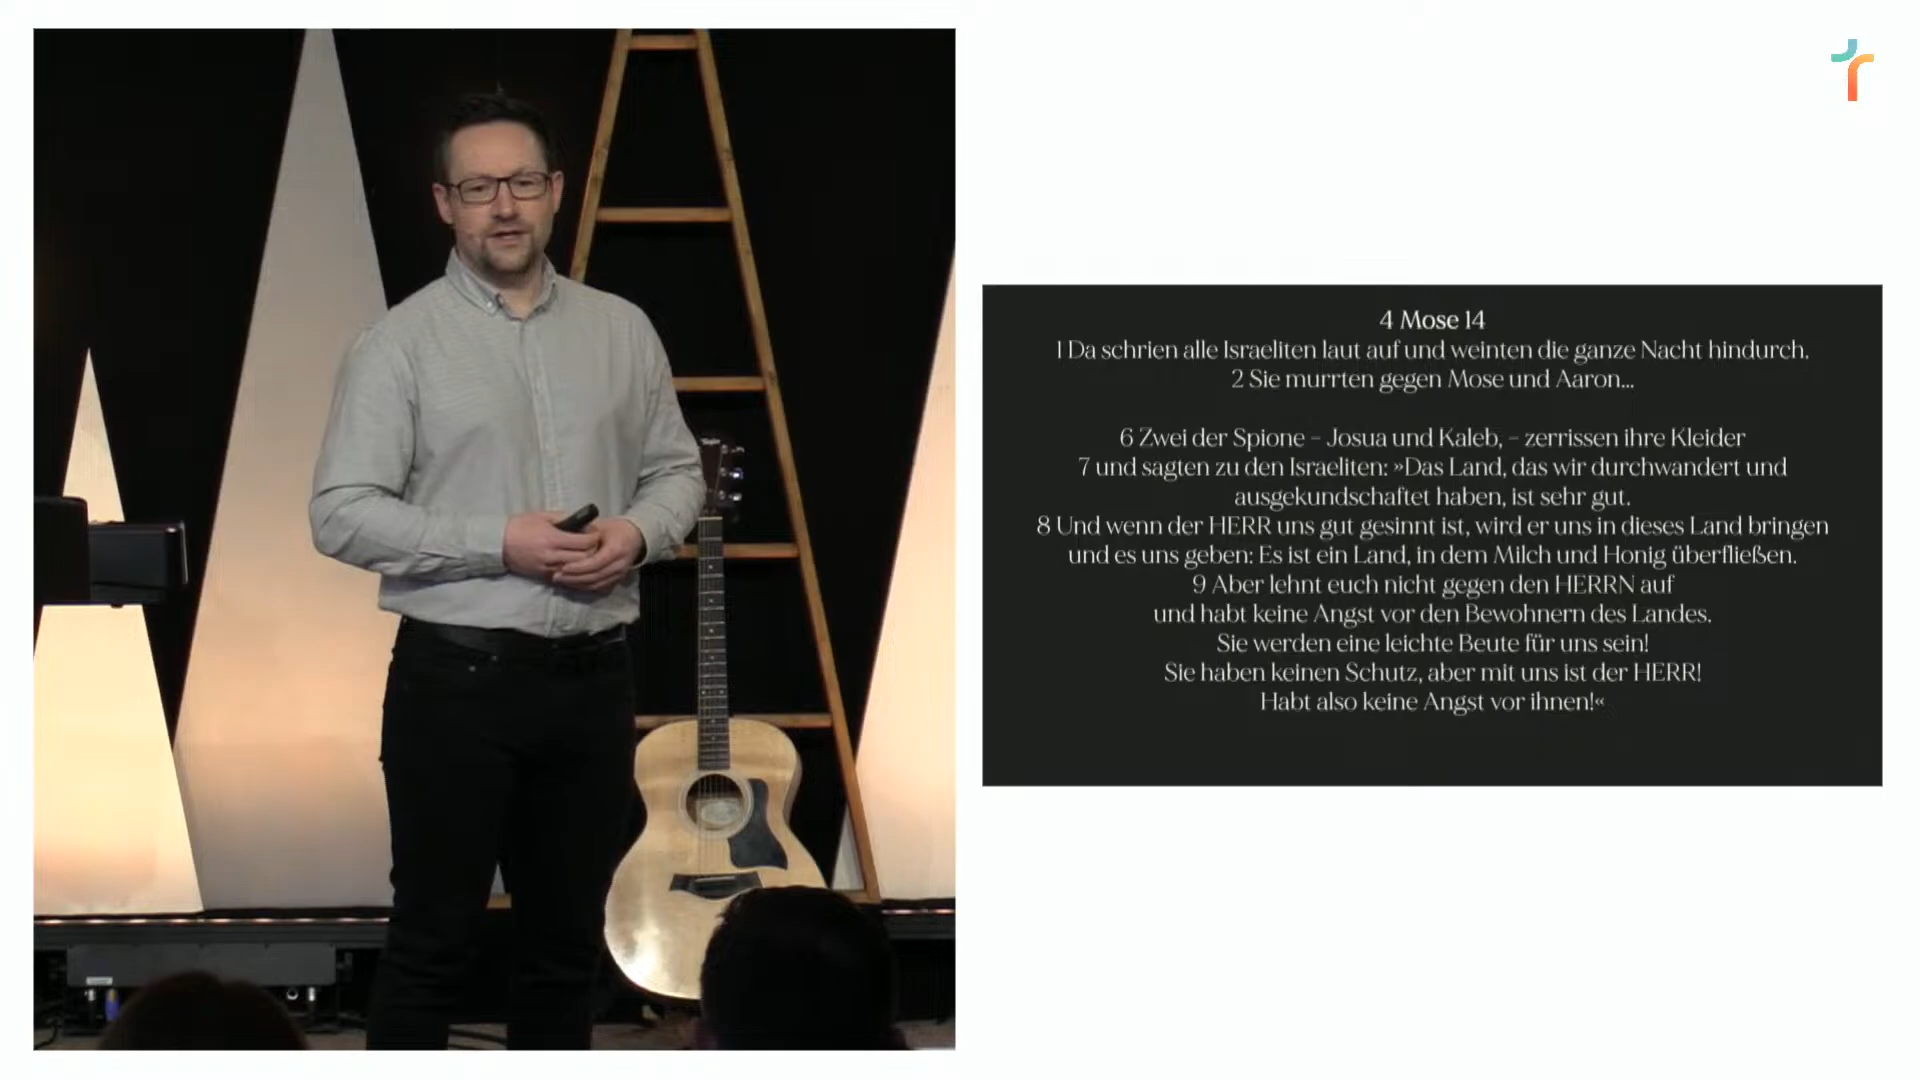 4 Mose 14
1 Da schrien alle Israeliten laut auf und weinten die ganze Nacht hindurch.
2 Sie murrten gegen Mose und Aaron...
6 Zwei der Spione – Josua und Kaleb, – zerrissen ihre Kleider
7 und sagten zu den Israeliten: »Das Land, das wir durchwandert und
ausgekundschaftet haben, ist sehr gut.
8 Und wenn der HERR uns gut gesinnt ist, wird er uns in dieses Land bringen
und es uns geben: Es ist ein Land, in dem Milch und Honig überfließen.
9 Aber lehnt euch nicht gegen den HERRN auf
und habt keine Angst vor den Bewohnern des Landes.
Sie werden eine leichte Beute für uns sein!
Sie haben keinen Schutz, aber mit uns ist der HERR!
Habt also keine Angst vor ihnen!«
Taylor